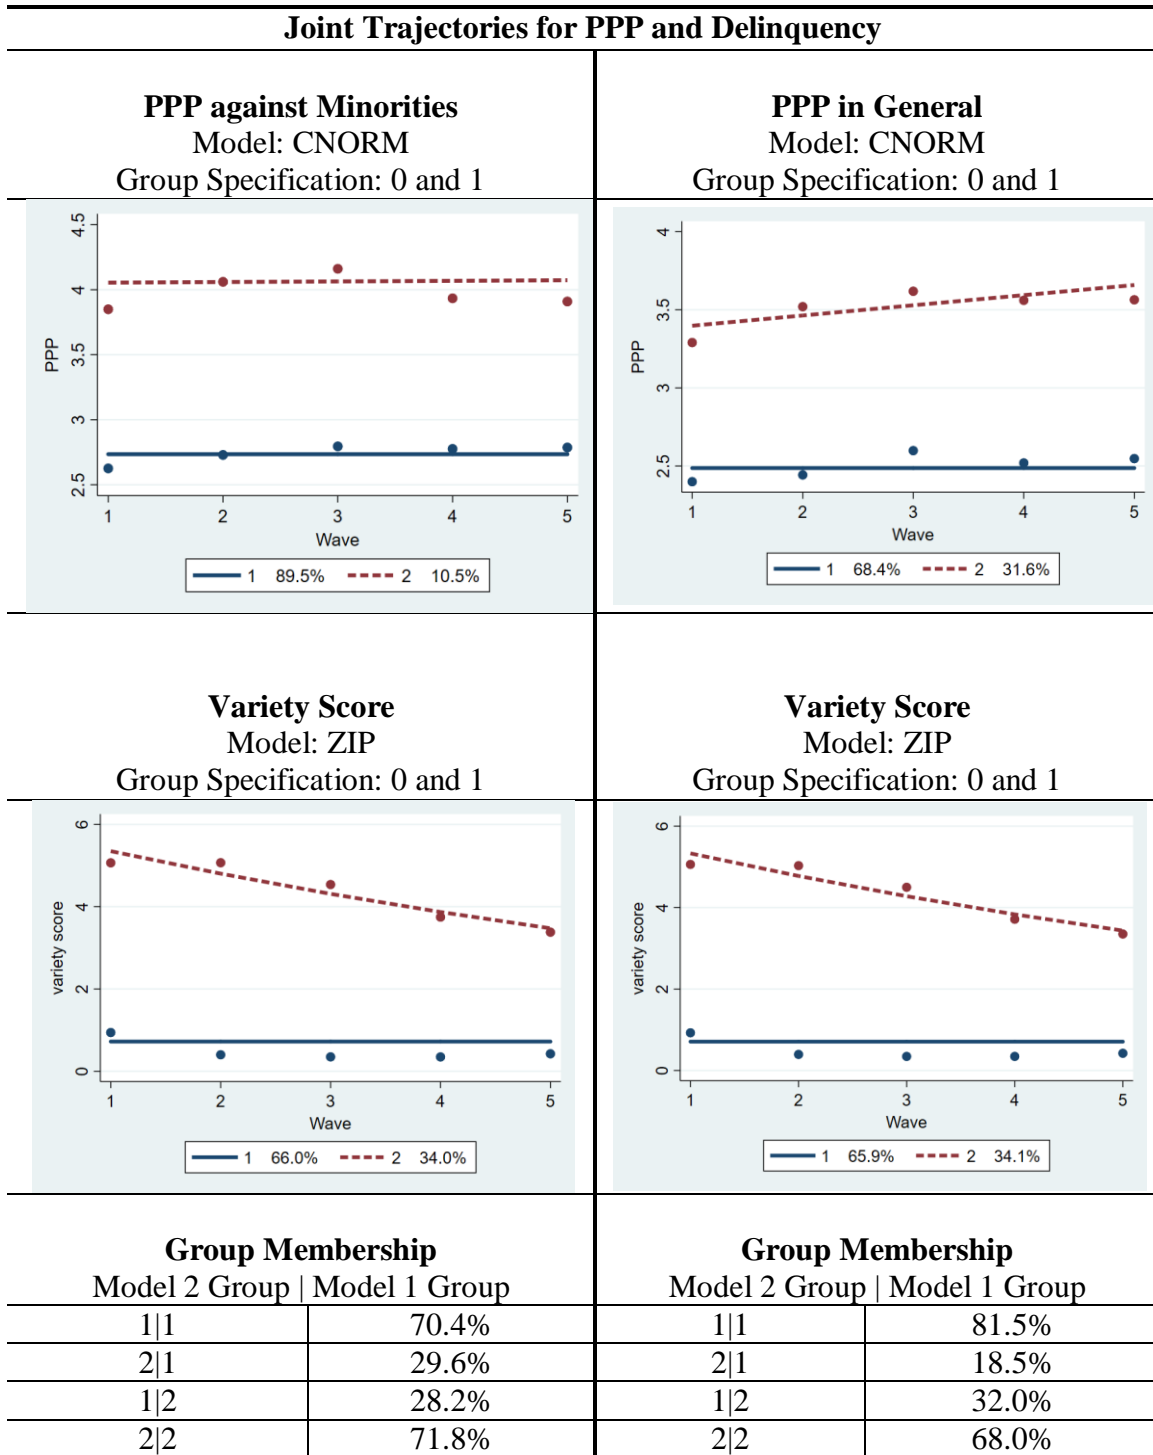 Joint Trajectories for PPP and Delinquency
PPP against Minorities
Model: CNORM
Group Specification: 0 and 1
PPP in General
Model: CNORM
Group Specification: 0 and 1
4.5
4
3.5
3
2.5
PPP
1 2 3 4 5
Wave
1 89.5% 2 10.5%
4
3.5
3
2.5
PPP
1 2 3 4 5
Wave
1 68.4% 2 31.6%
Variety Score
Model: ZIP
Group Specification: 0 and 1
Variety Score
Model: ZIP
Group Specification: 0 and 1
6
4
2
0
variety score
1 2 3 4 5
Wave
1 66.0% 2 34.0%
6
4
2
0
variety score
1 2 3 4 5
Wave
1 65.9% 2 34.1%
Group Membership
Model 2 Group | Model 1 Group
1|1 70.4%
2|1 29.6%
1|2 28.2%
2|2 71.8%
Group Membership
Model 2 Group | Model 1 Group
1|1 81.5%
2|1 18.5%
1|2 32.0%
2|2 68.0%